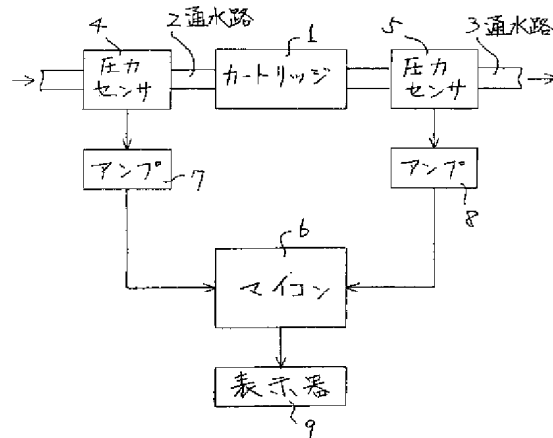 4
2通水路
1
5
3通水路
圧力
センサ
カートリッジ
圧力
センサ
アンプ
7
アンプ
8
6
マイコン
表示器
9